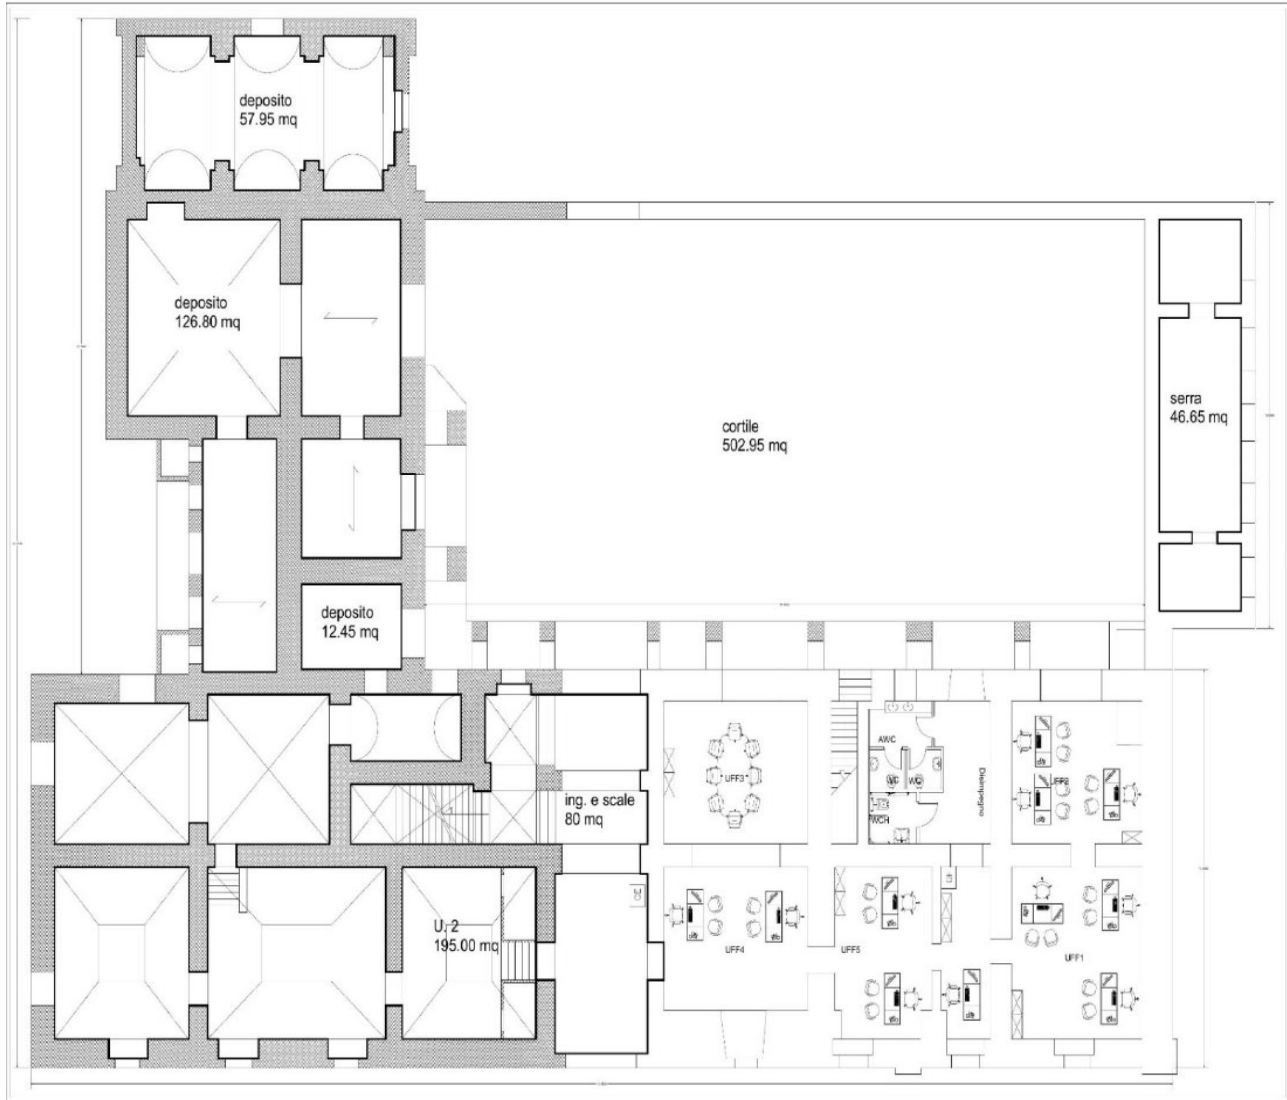 deposito
57.95 mq
deposito
126.80 mq
cortile
502.95 mq
serra
46.65 mq
deposito
12.45 mq
ing. e scale
80 mq
U. 2
195.00 mq
UFF3
AWC
WC
WC
WCH
Disimpegno
UFF2
UFF4
UFF5
UFF1